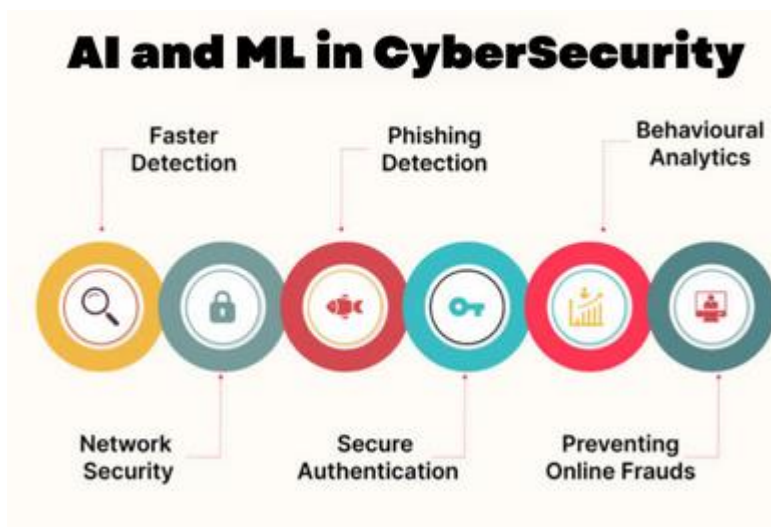 AI and ML in CyberSecurity
Faster
Detection
Phishing
Detection
Behavioural
Analytics
Network
Security
Secure
Authentication
Preventing
Online Frauds